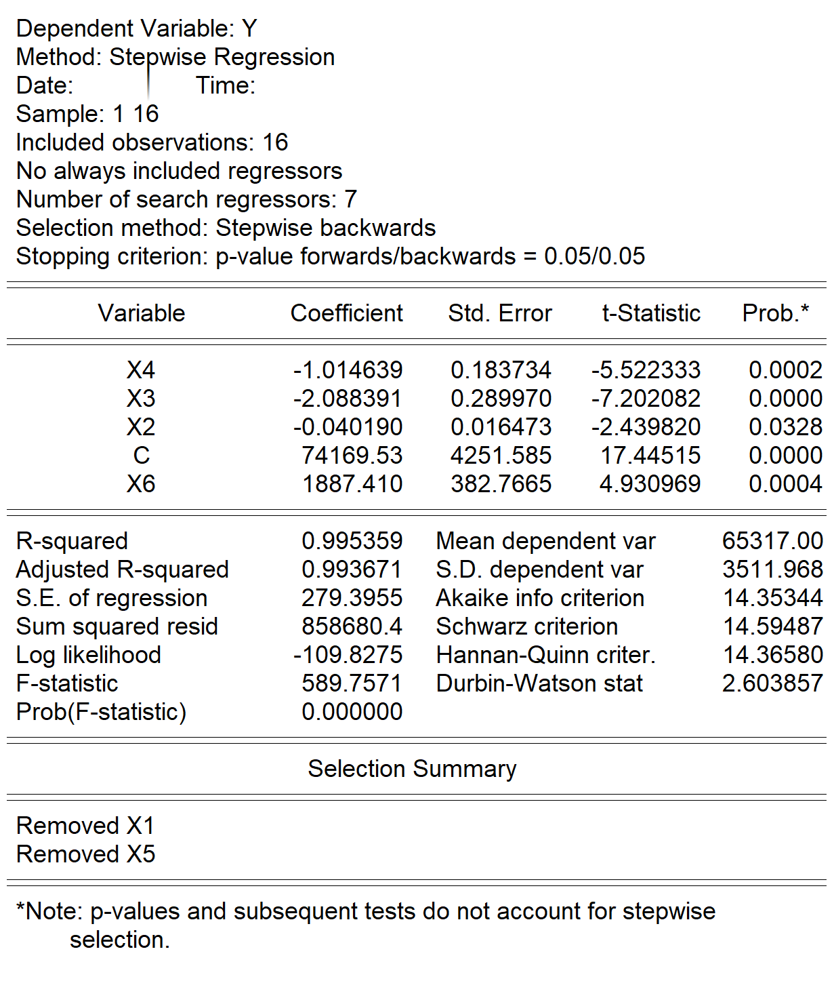 Dependent Variable: Y
Method: Stepwise Regression
Date: Time:
Sample: 1 16
Included observations: 16
No always included regressors
Number of search regressors: 7
Selection method: Stepwise backwards
Stopping criterion: p-value forwards/backwards = 0.05/0.05
Variable Coefficient Std. Error t-Statistic Prob.*
X4 -1.014639 0.183734 -5.522333 0.0002
X3 -2.088391 0.289970 -7.202082 0.0000
X2 -0.040190 0.016473 -2.439820 0.0328
C 74169.53 4251.585 17.44515 0.0000
X6 1887.410 382.7665 4.930969 0.0004
R-squared 0.995359 Mean dependent var 65317.00
Adjusted R-squared 0.993671 S.D. dependent var 3511.968
S.E. of regression 279.3955 Akaike info criterion 14.35344
Sum squared resid 858680.4 Schwarz criterion 14.59487
Log likelihood -109.8275 Hannan-Quinn criter. 14.36580
F-statistic 589.7571 Durbin-Watson stat 2.603857
Prob(F-statistic) 0.000000
Selection Summary
Removed X1
Removed X5
*Note: p-values and subsequent tests do not account for stepwise
selection.